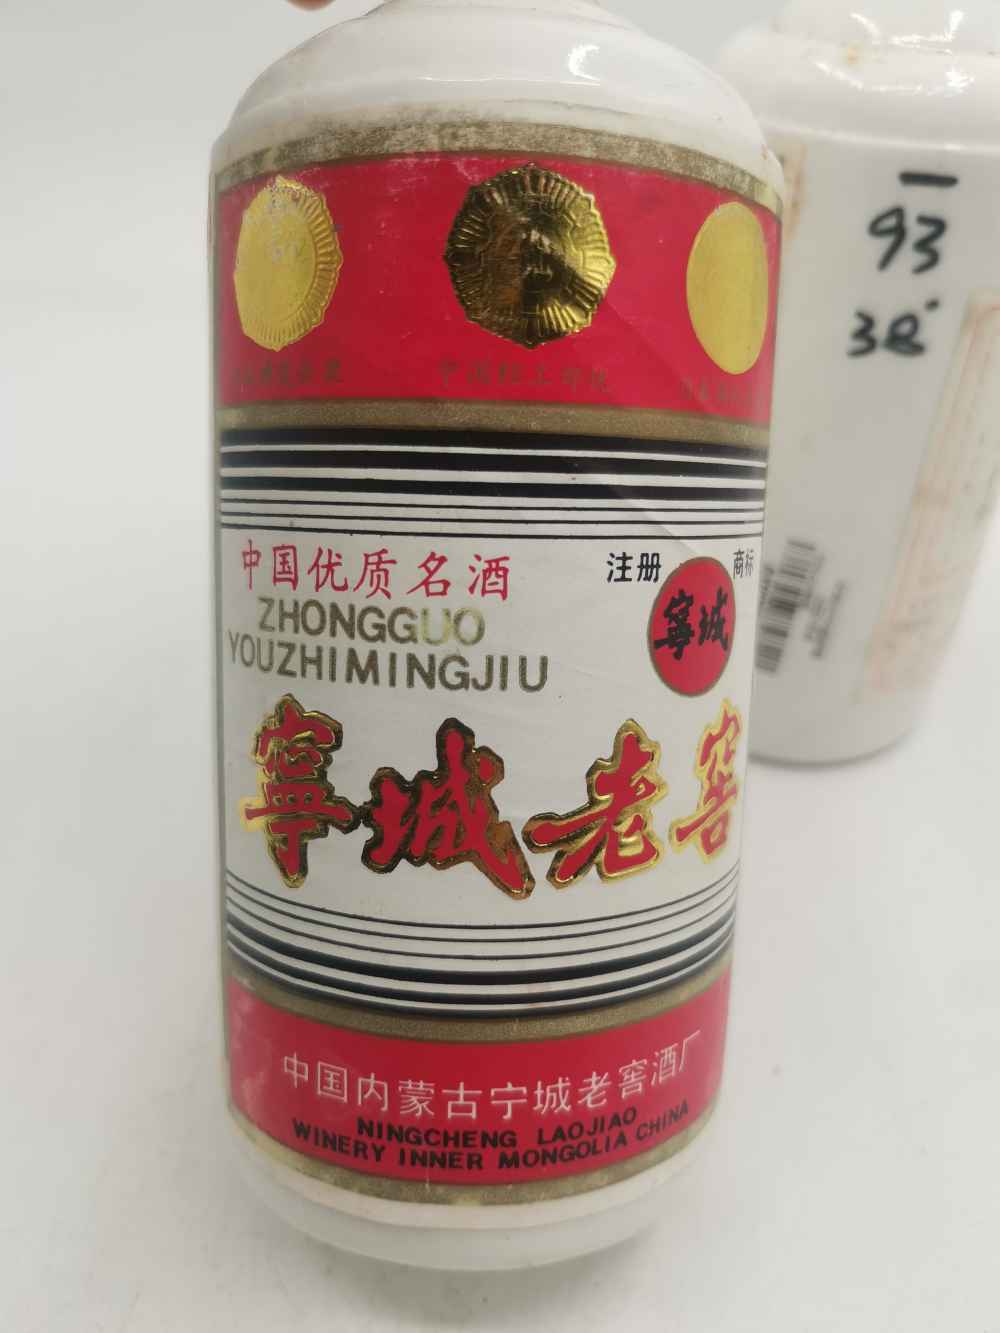 中国优质名酒
ZHONGGUO
YOUZHIMINGJIU
注册 商标
寧城
寧城老窖
中国内蒙古宁城老窖酒厂
NINGCHENG LAOJIAO
WINERY INNER MONGOLIA CHINA
93
38°